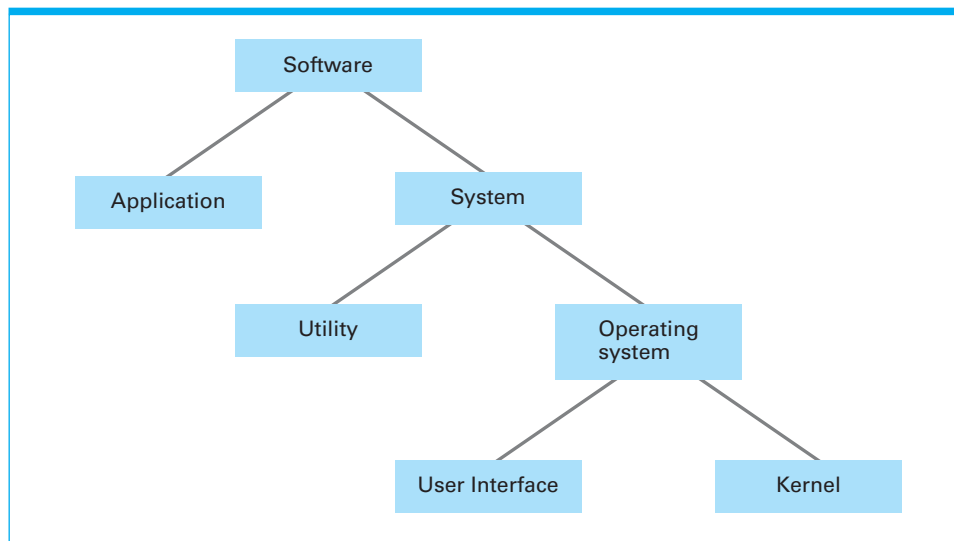 Software
Application
System
Utility
Operating
system
User Interface
Kernel